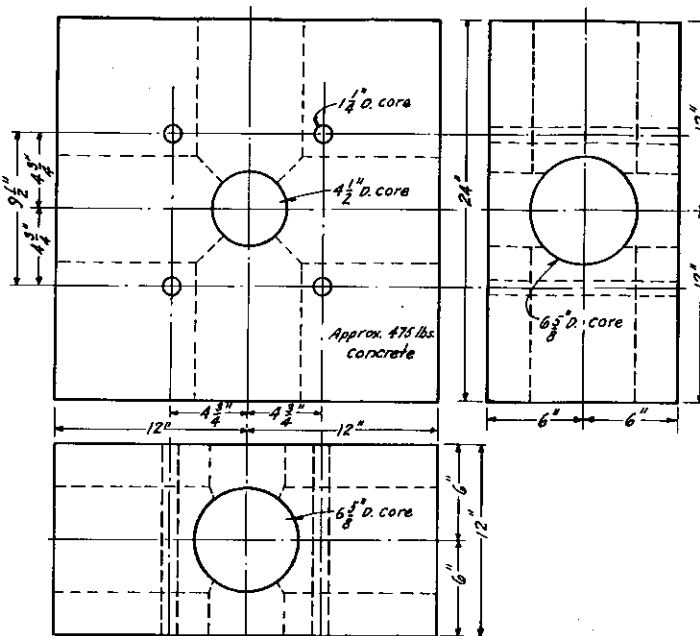 1 1/4" D. core
4 1/2" D. core
9 1/2"
4 3/4"
4 3/4"
Approx. 475 lbs.
concrete
24"
12"
12"
6 5/8" D. core
4 3/4"
4 3/4"
12"
12"
6"
6"
6 5/8" D. core
6"
6"
12"